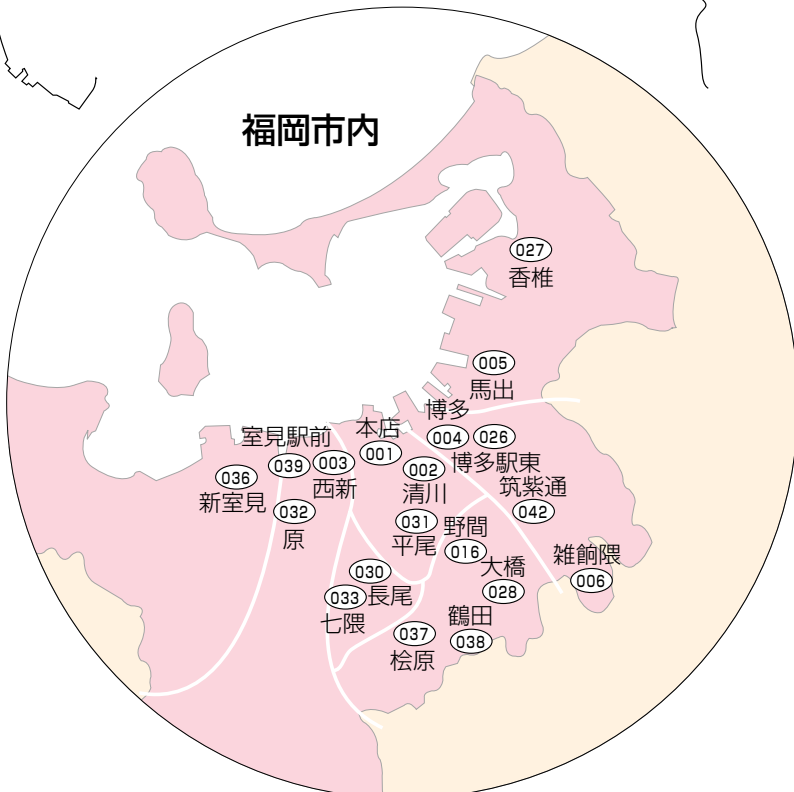 福岡市内
027
香椎
005
馬出
博多
004
026
博多駅東
本店
001
002
清川
室見駅前
039
003
西新
036
新室見
032
原
筑紫通
042
031
平尾
野間
016
大橋
028
雑餉隈
006
030
長尾
033
七隈
037
桧原
鶴田
038